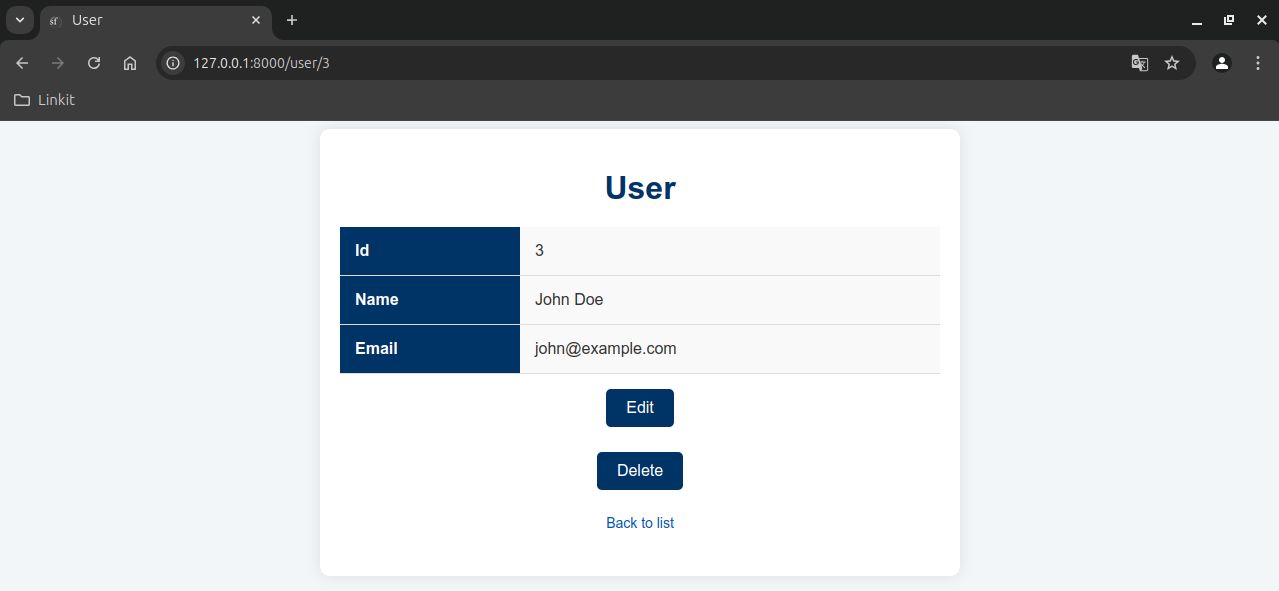 sf User
127.0.0.1:8000/user/3
Linkit
User
Id 3
Name John Doe
Email john@example.com
Edit
Delete
Back to list